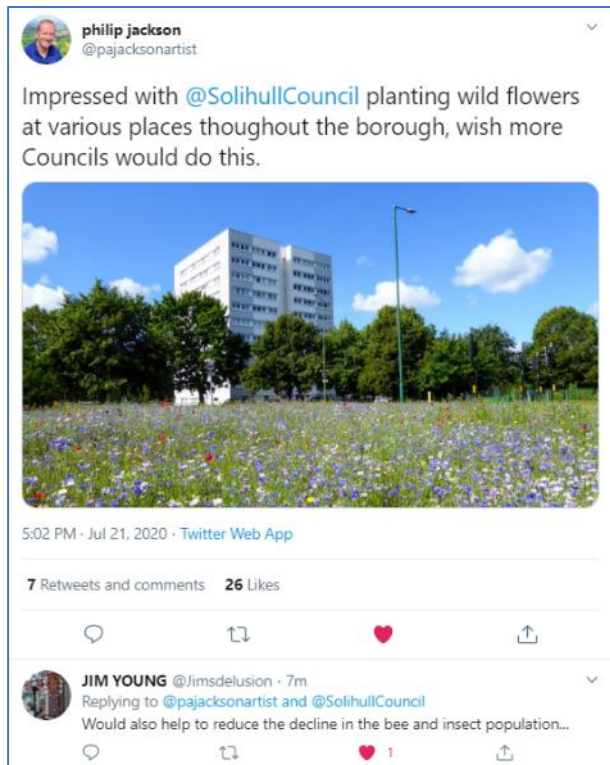 philip jackson
@pajacksonartist
Impressed with @SolihullCouncil planting wild flowers
at various places thoughout the borough, wish more
Councils would do this.
5:02 PM · Jul 21, 2020 · Twitter Web App
7 Retweets and comments 26 Likes
JIM YOUNG @Jimsdelusion · 7m
Replying to @pajacksonartist and @SolihullCouncil
Would also help to reduce the decline in the bee and insect population...
1